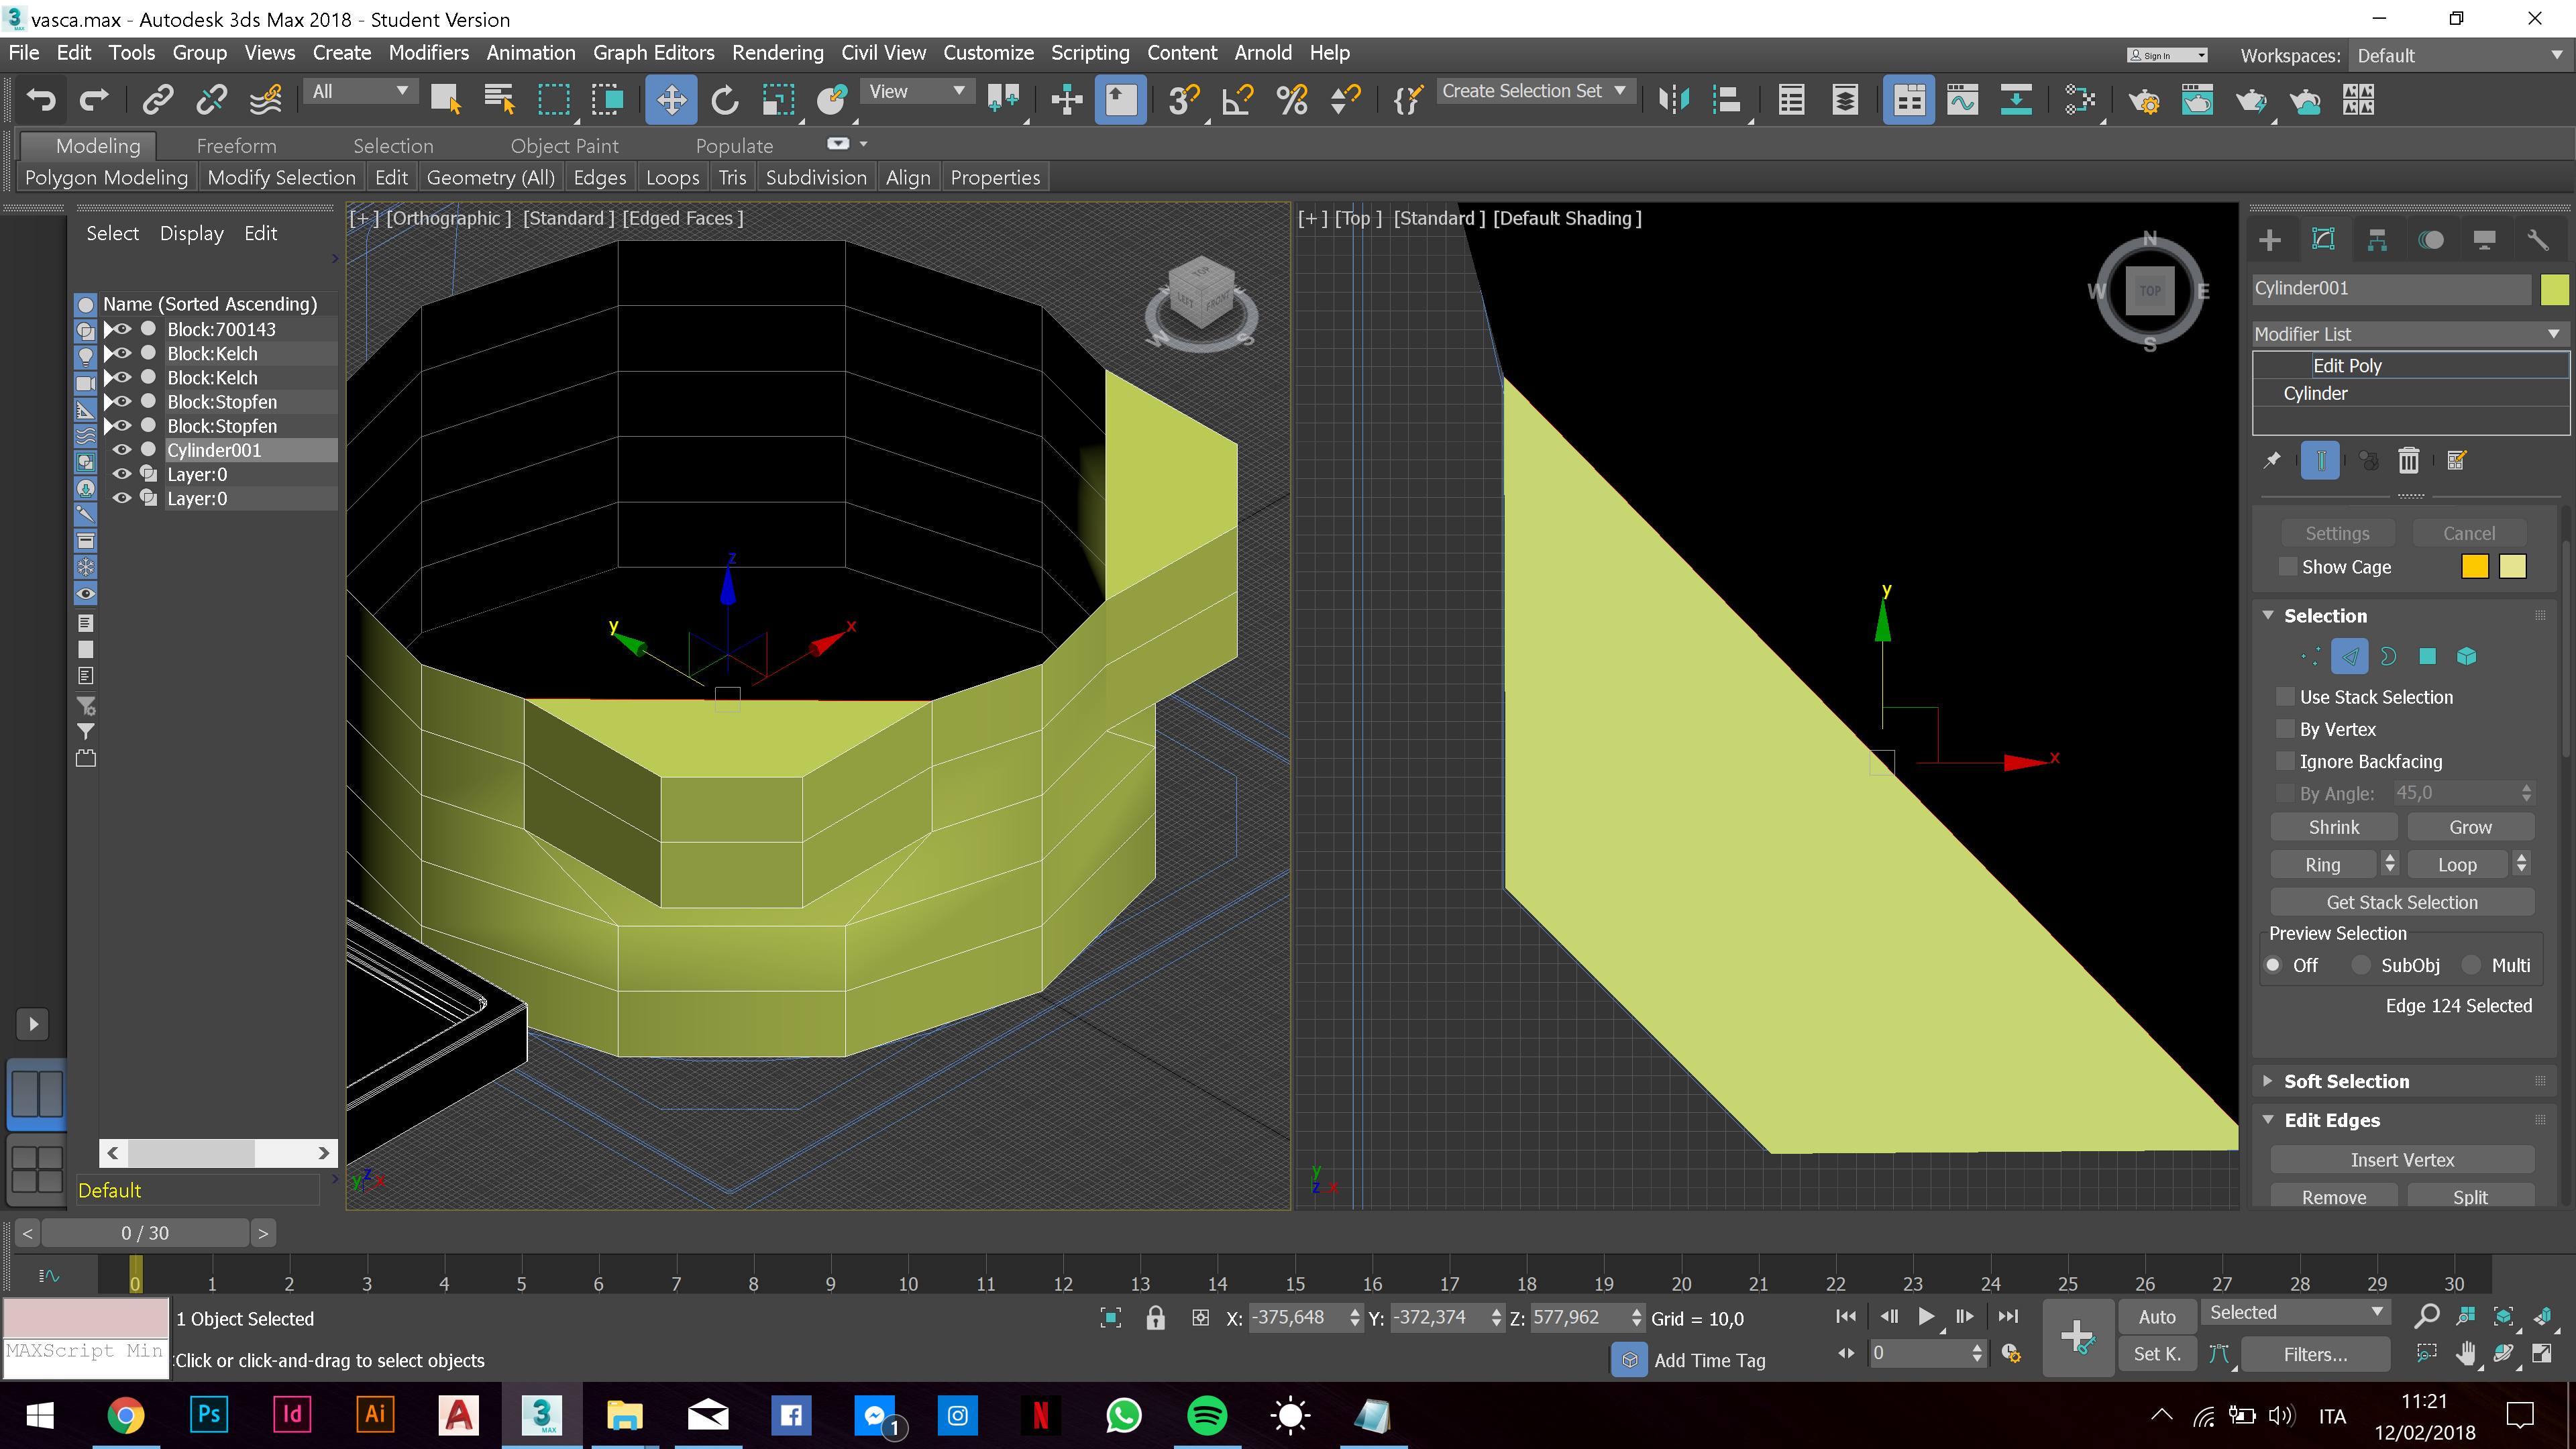 vasca.max - Autodesk 3ds Max 2018 - Student Version
File Edit Tools Group Views Create Modifiers Animation Graph Editors Rendering Civil View Customize Scripting Content Arnold Help
Sign In Workspaces: Default
All View Create Selection Set
Modeling Freeform Selection Object Paint Populate
Polygon Modeling Modify Selection Edit Geometry (All) Edges Loops Tris Subdivision Align Properties
Select Display Edit
Name (Sorted Ascending)
Block:700143
Block:Kelch
Block:Kelch
Block:Stopfen
Block:Stopfen
Cylinder001
Layer:0
Layer:0
Default
[+] [Orthographic] [Standard] [Edged Faces]
TOP
LEFT FRONT
W S
z
y x
z
y x
[+] [Top] [Standard] [Default Shading]
N
W TOP E
S
y
x
y
z x
Cylinder001
Modifier List
Edit Poly
Cylinder
Settings Cancel
Show Cage
Selection
Use Stack Selection
By Vertex
Ignore Backfacing
By Angle: 45,0
Shrink Grow
Ring Loop
Get Stack Selection
Preview Selection
Off SubObj Multi
Edge 124 Selected
Soft Selection
Edit Edges
Insert Vertex
Remove Split
< 0 / 30 >
0 1 2 3 4 5 6 7 8 9 10 11 12 13 14 15 16 17 18 19 20 21 22 23 24 25 26 27 28 29 30
1 Object Selected X: -375,648 Y: -372,374 Z: 577,962 Grid = 10,0 Auto Selected
MAXScript Min Click or click-and-drag to select objects Add Time Tag 0 Set K. Filters...
Ps Id Ai A 3 MAX 1 N ITA
11:21
12/02/2018